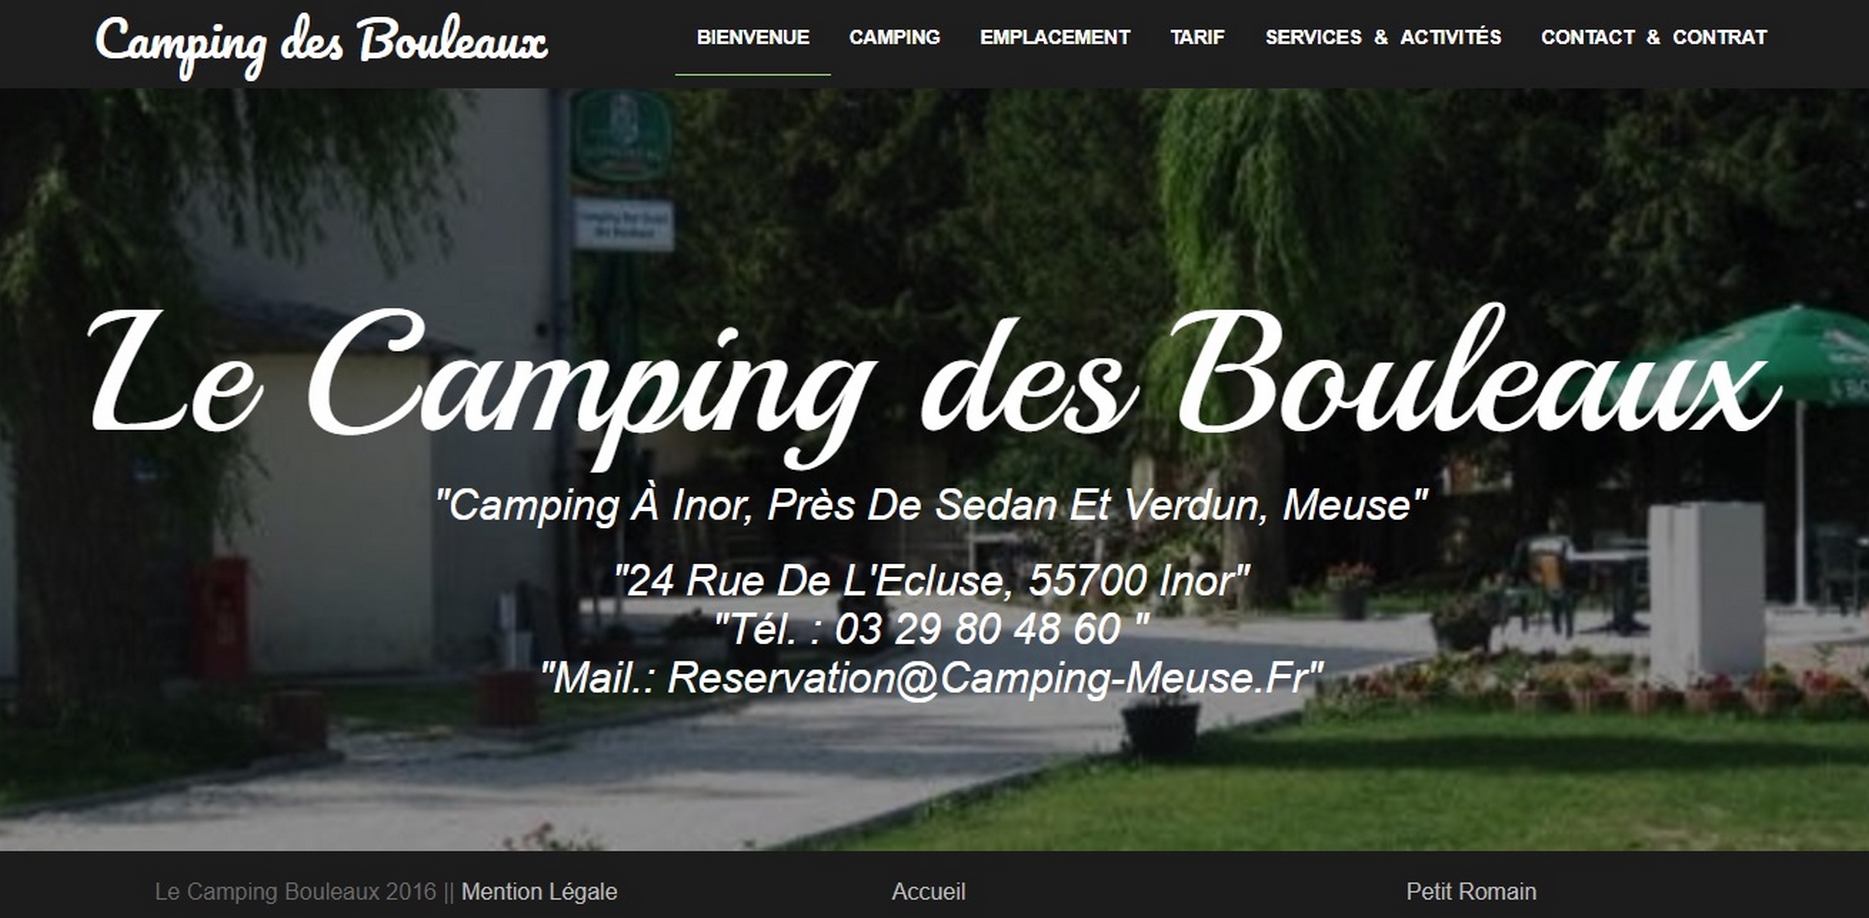 Camping des Bouleaux
BIENVENUE CAMPING EMPLACEMENT TARIF SERVICES & ACTIVITÉS CONTACT & CONTRAT
Le Camping des Bouleaux
"Camping À Inor, Près De Sedan Et Verdun, Meuse"
"24 Rue De L'Ecluse, 55700 Inor"
"Tél. : 03 29 80 48 60 "
"Mail.: Reservation@Camping-Meuse.Fr"
Le Camping Bouleaux 2016 || Mention Légale Accueil Petit Romain